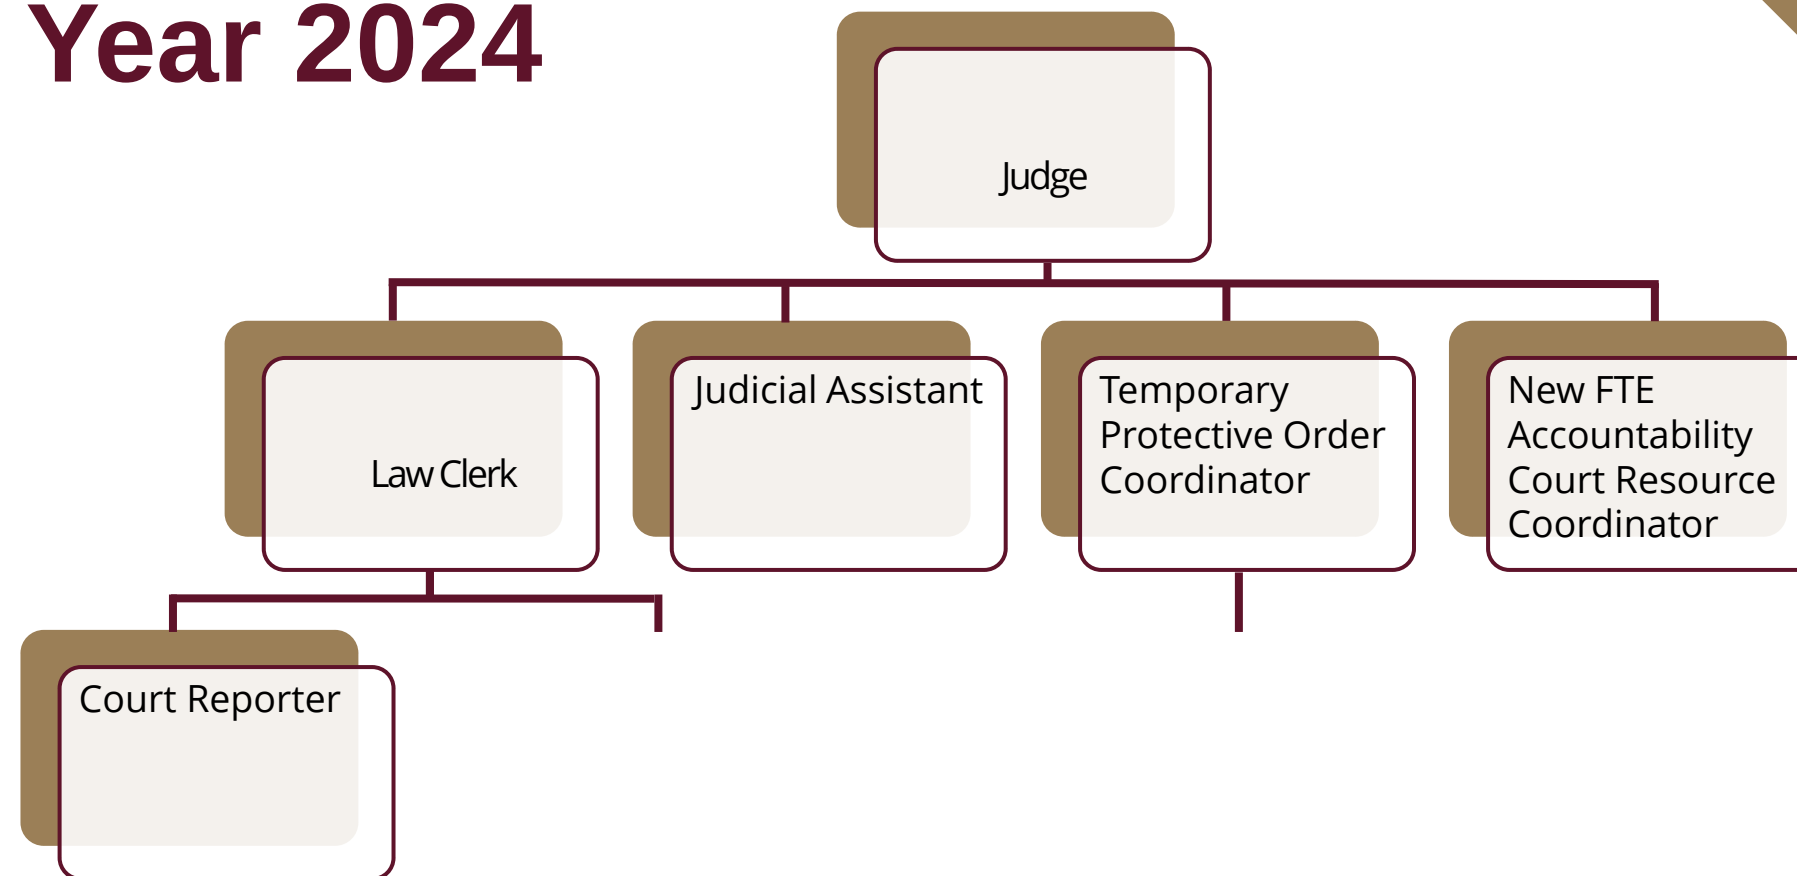 Year 2024
Judge
Law Clerk
Judicial Assistant
Temporary
Protective Order
Coordinator
New FTE
Accountability
Court Resource
Coordinator
Court Reporter